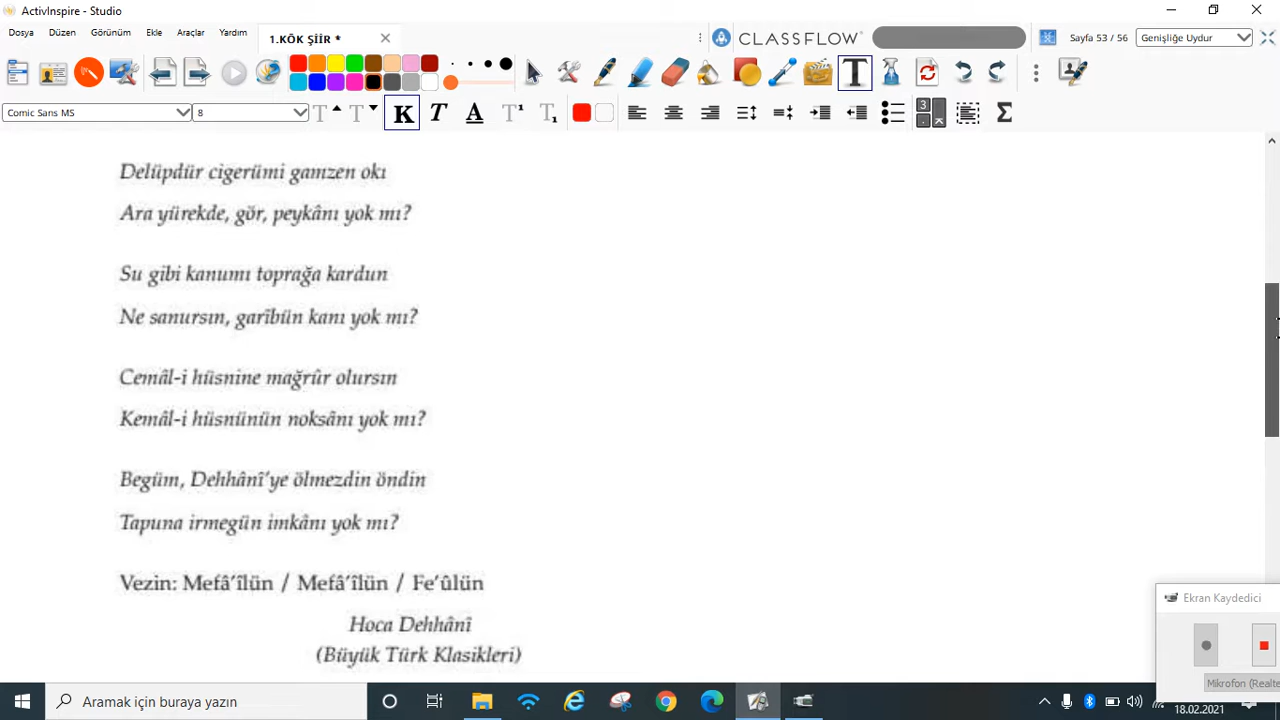 ActivInspire - Studio
Dosya Düzen Görünüm Ekle Araçlar Yardım
1.KÖK ŞİİR *
CLASSFLOW
Sayfa 53 / 56
Genişliğe Uydur
Comic Sans MS
8
Delüpdür cigerümi gamzen okı
Ara yürekde, gör, peykânı yok mı?
Su gibi kanumı toprağa kardun
Ne sanursın, garîbün kanı yok mı?
Cemâl-i hüsnine mağrûr olursın
Kemâl-i hüsnünün noksânı yok mı?
Begüm, Dehhânî'ye ölmezdin öndin
Tapuna irmegün imkânı yok mı?
Vezin: Mefâ'îlün / Mefâ'îlün / Fe'ûlün
Hoca Dehhânî
(Büyük Türk Klasikleri)
Ekran Kaydedici
Mikrofon (Realte
Aramak için buraya yazın
18.02.2021